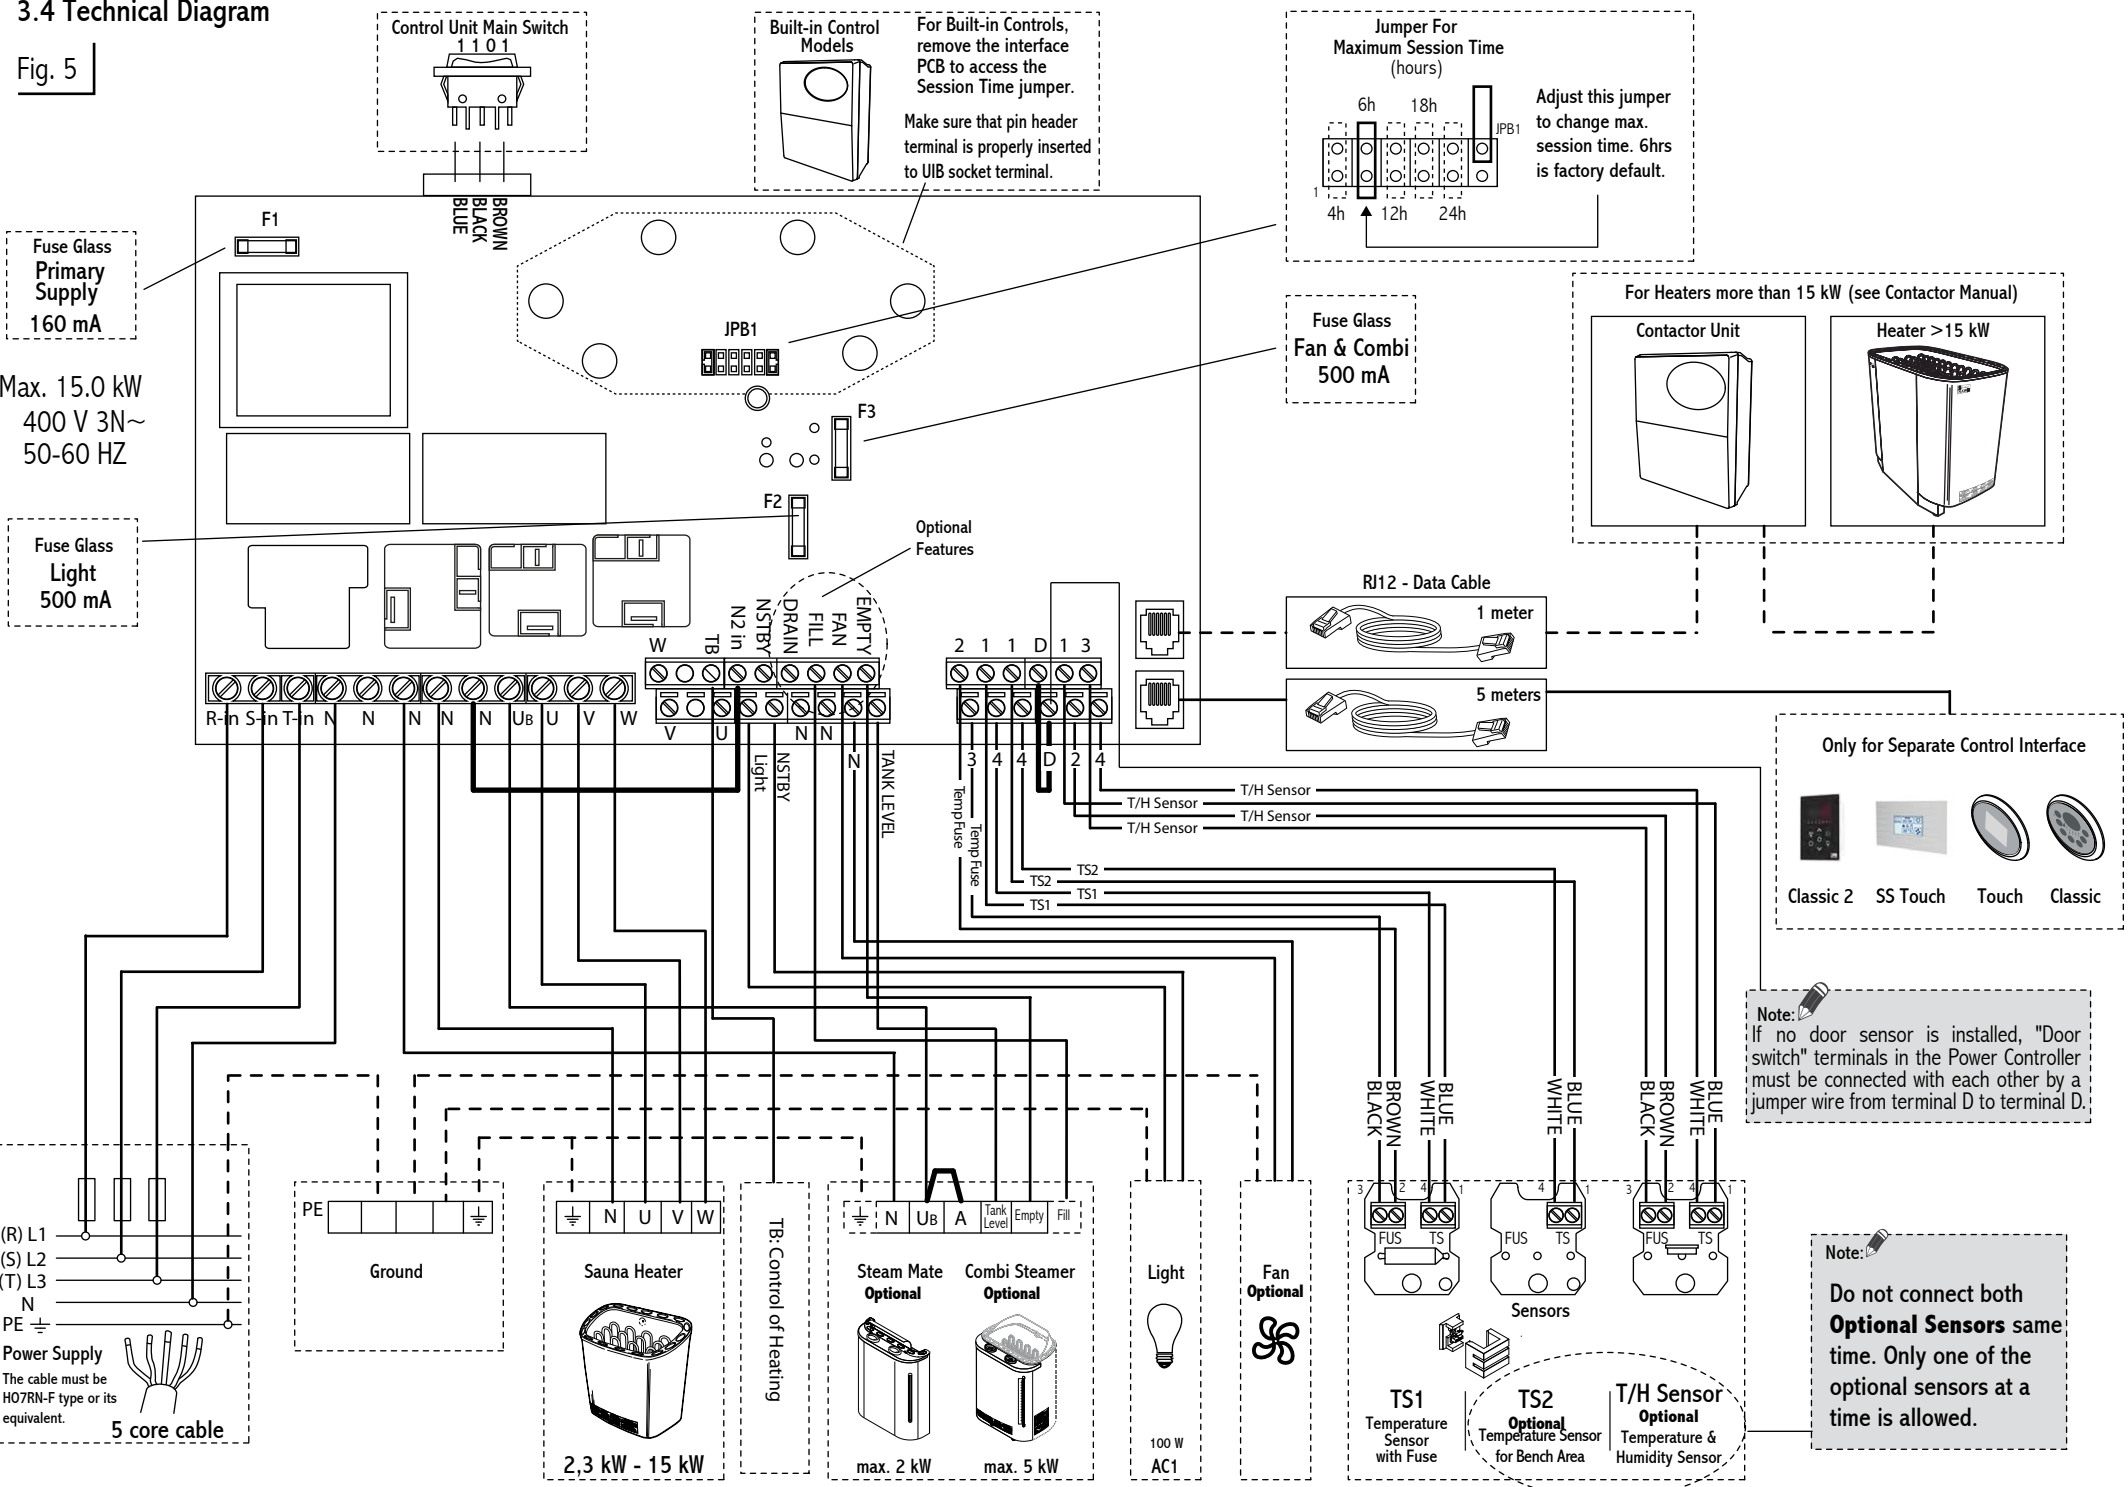 3.4 Technical Diagram
Fig. 5
Control Unit Main Switch
1 1 0 1
BLUE
BLACK
BROWN
Built-in Control
Models
For Built-in Controls,
remove the interface
PCB to access the
Session Time jumper.
Make sure that pin header
terminal is properly inserted
to UIB socket terminal.
Jumper For
Maximum Session Time
(hours)
6h
18h
JPB1
1
4h
12h
24h
Adjust this jumper
to change max.
session time. 6hrs
is factory default.
F1
Fuse Glass
Primary
Supply
160 mA
Max. 15.0 kW
400 V 3N~
50-60 HZ
JPB1
F3
F2
Fuse Glass
Fan & Combi
500 mA
For Heaters more than 15 kW (see Contactor Manual)
Contactor Unit
Heater >15 kW
Fuse Glass
Light
500 mA
Optional
Features
RJ12 - Data Cable
1 meter
5 meters
W
TB
N2 in
NSTBY
DRAIN
FILL
FAN
EMPTY
2 1 1 D 1 3
R-in S-in T-in N N N N N UB U V W
V U N N
Light
NSTBY
N
TANK LEVEL
3 4 4 D 2 4
Temp Fuse
Temp Fuse
T/H Sensor
T/H Sensor
T/H Sensor
T/H Sensor
TS2
TS2
TS1
TS1
Only for Separate Control Interface
Classic 2
SS Touch
Touch
Classic
Note:
If no door sensor is installed, "Door
switch" terminals in the Power Controller
must be connected with each other by a
jumper wire from terminal D to terminal D.
BLACK
BROWN
WHITE
BLUE
WHITE
BLUE
BLACK
BROWN
WHITE
BLUE
(R) L1
(S) L2
(T) L3
N
PE
Power Supply
The cable must be
HO7RN-F type or its
equivalent.
5 core cable
PE
Ground
N U V W
Sauna Heater
2,3 kW - 15 kW
TB: Control of Heating
N UB A
Tank
Level
Empty
Fill
Steam Mate
Optional
max. 2 kW
Combi Steamer
Optional
max. 5 kW
Light
100 W
AC1
Fan
Optional
3 2 4 1
FUS TS
4 1
FUS TS
3 2 4 1
FUS TS
Sensors
TS1
Temperature
Sensor
with Fuse
TS2
Optional
Temperature Sensor
for Bench Area
T/H Sensor
Optional
Temperature &
Humidity Sensor
Note:
Do not connect both
Optional Sensors same
time. Only one of the
optional sensors at a
time is allowed.